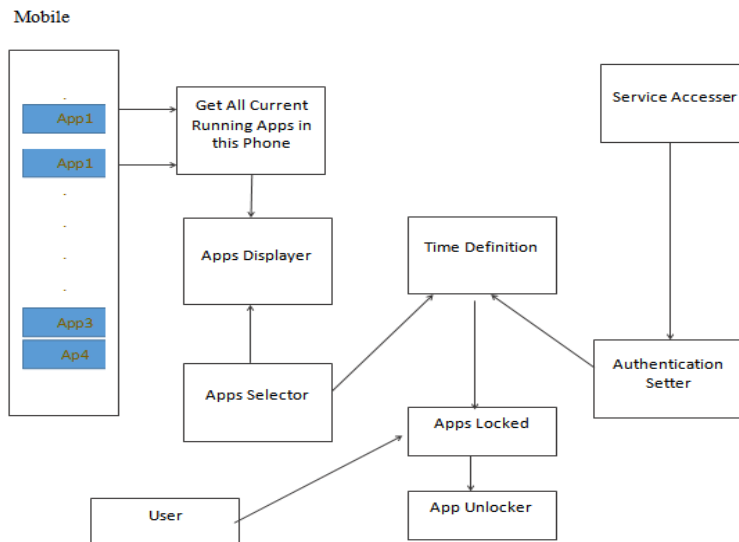 Mobile
App1
App1
App3
Ap4
Get All Current
Running Apps in
this Phone
Apps Displayer
Apps Selector
Time Definition
Service Accesser
Authentication
Setter
Apps Locked
App Unlocker
User